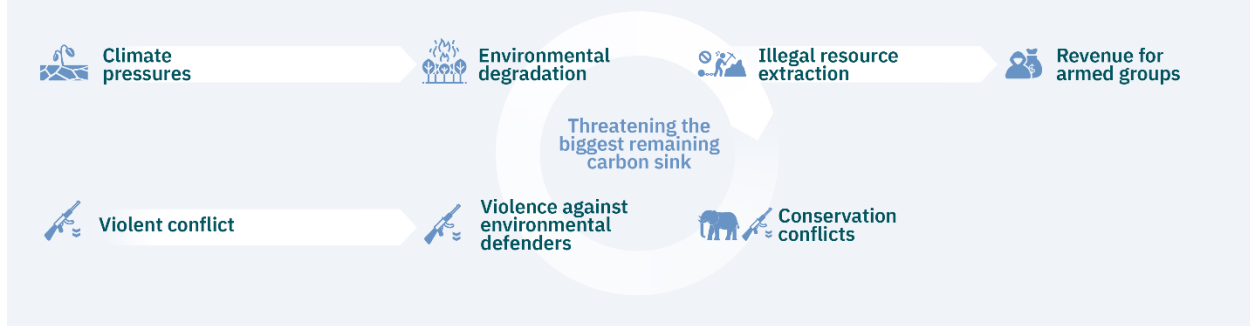 Climate
pressures
Environmental
degradation
Illegal resource
extraction
Revenue for
armed groups
Threatening the
biggest remaining
carbon sink
Violent conflict
Violence against
environmental
defenders
Conservation
conflicts